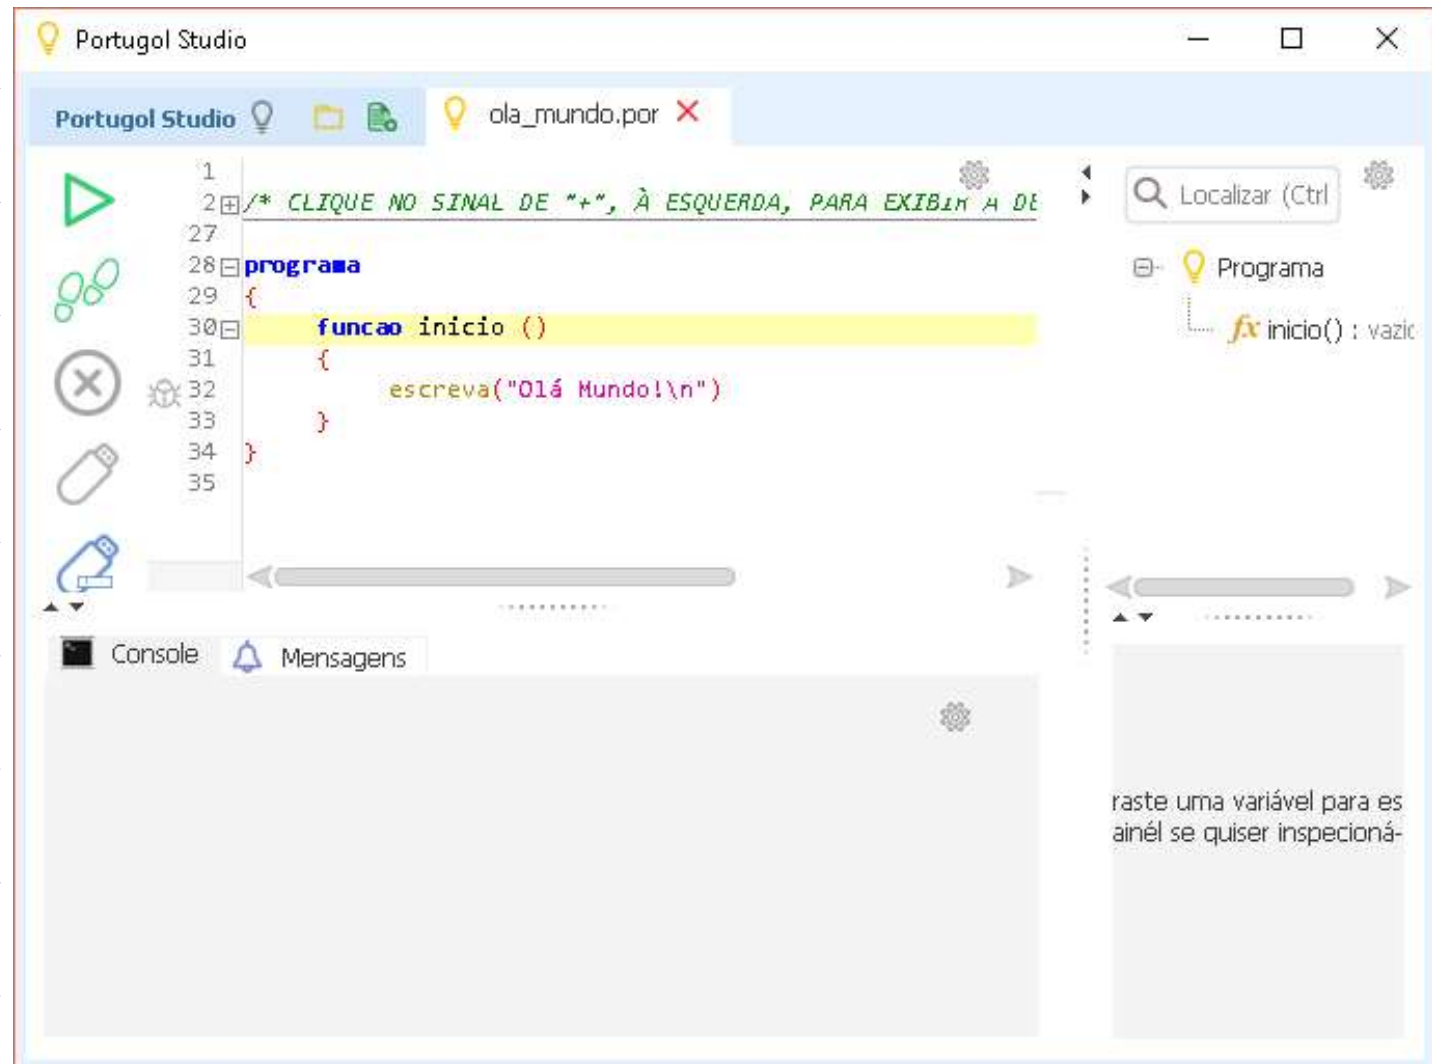 Portugol Studio
Portugol Studio ola_mundo.por
1
2 /* CLIQUE NO SINAL DE "+", À ESQUERDA, PARA EXIBIR A DE
27
28 programa
29 {
30 funcao inicio ()
31 {
32 escreva("Olá Mundo!\n")
33 }
34 }
35
Localizar (Ctrl
Programa
fx inicio() : vazio
Console Mensagens
raste uma variável para es
ainél se quiser inspecioná-